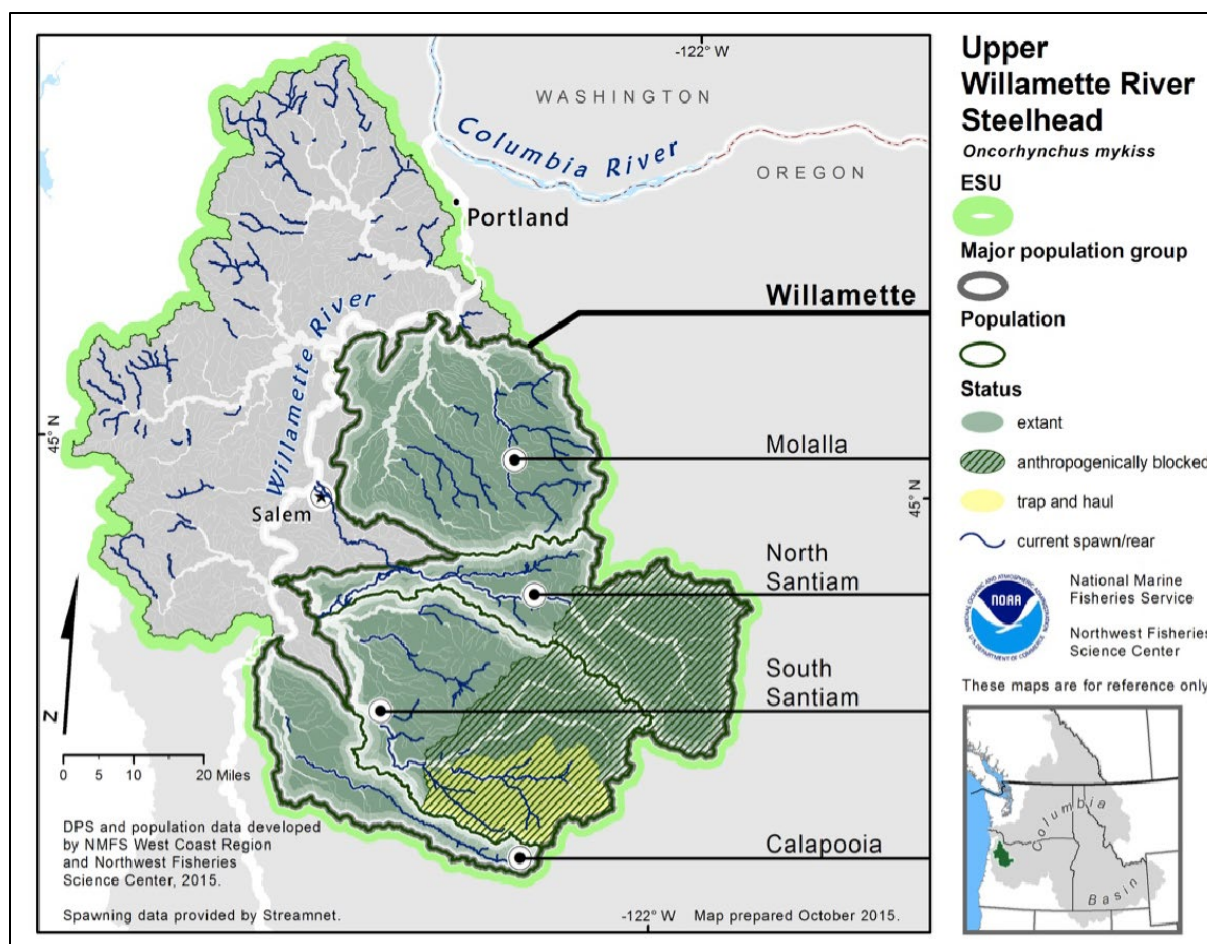 -122° W
WASHINGTON
Columbia River
OREGON
Portland
Willamette
Willamette River
45° N
Molalla
Salem
45° N
North
Santiam
South
Santiam
Calapooia
N
0 5 10 20 Miles
DPS and population data developed
by NMFS West Coast Region
and Northwest Fisheries
Science Center, 2015.
Spawning data provided by Streamnet.
-122° W
Map prepared October 2015.
Upper
Willamette River
Steelhead
Oncorhynchus mykiss
ESU
Major population group
Population
Status
extant
anthropogenically blocked
trap and haul
current spawn/rear
NOAA
National Marine
Fisheries Service
Northwest Fisheries
Science Center
These maps are for reference only
Columbia
Basin